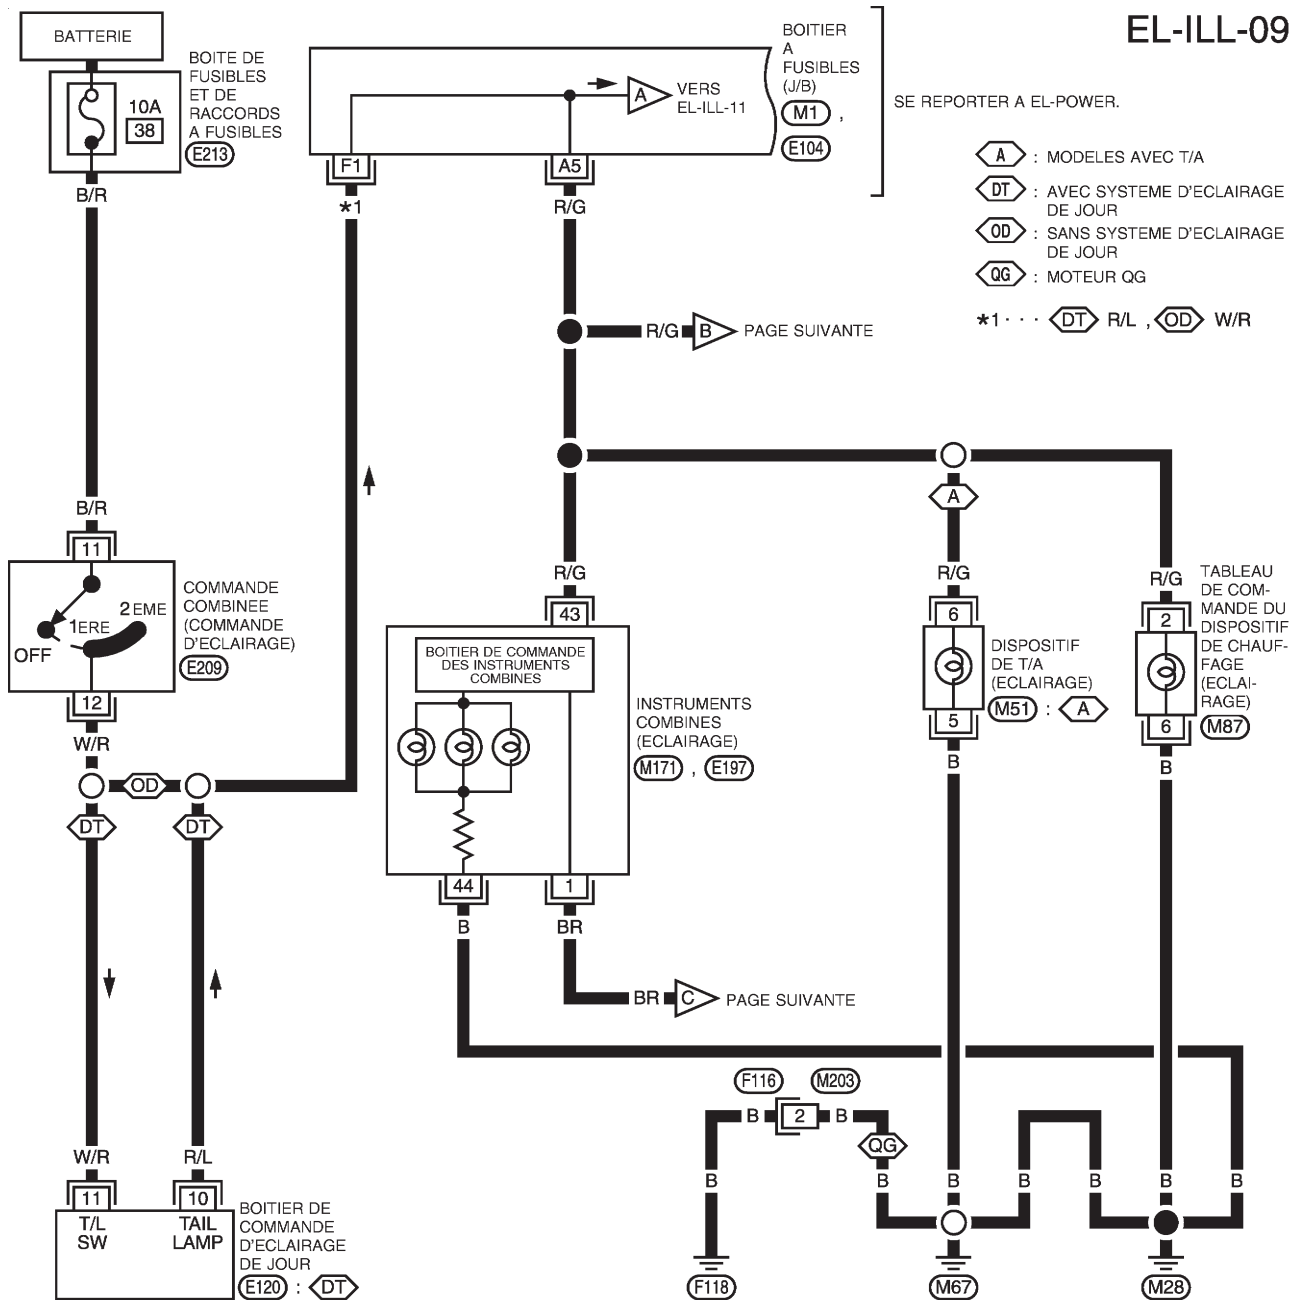 EL-ILL-09
BATTERIE
10A
38
BOITE DE
FUSIBLES
ET DE
RACCORDS
A FUSIBLES
E213
B/R
A
VERS
EL-ILL-11
BOITIER
A
FUSIBLES
(J/B)
M1 ,
E104
SE REPORTER A EL-POWER.
F1
A5
*1
R/G
A : MODELES AVEC T/A
DT : AVEC SYSTEME D'ECLAIRAGE
DE JOUR
OD : SANS SYSTEME D'ECLAIRAGE
DE JOUR
QG : MOTEUR QG
*1 · · · DT R/L , OD W/R
R/G B PAGE SUIVANTE
A
B/R
11
COMMANDE
COMBINEE
(COMMANDE
D'ECLAIRAGE)
E209
OFF
1ERE
2EME
12
W/R
OD
DT
DT
R/G
43
BOITIER DE COMMANDE
DES INSTRUMENTS
COMBINES
INSTRUMENTS
COMBINES
(ECLAIRAGE)
M171 , E197
44
1
B
BR
BR C PAGE SUIVANTE
R/G
6
DISPOSITIF
DE T/A
(ECLAIRAGE)
M51 : A
5
B
R/G
2
TABLEAU
DE COM-
MANDE DU
DISPOSITIF
DE CHAUF-
FAGE
(ECLAI-
RAGE)
M87
6
B
F116
M203
B 2 B
QG
B
B
B
B
B
B
B
F118
M67
M28
W/R
R/L
11
10
T/L
SW
TAIL
LAMP
BOITIER DE
COMMANDE
D'ECLAIRAGE
DE JOUR
E120 : DT